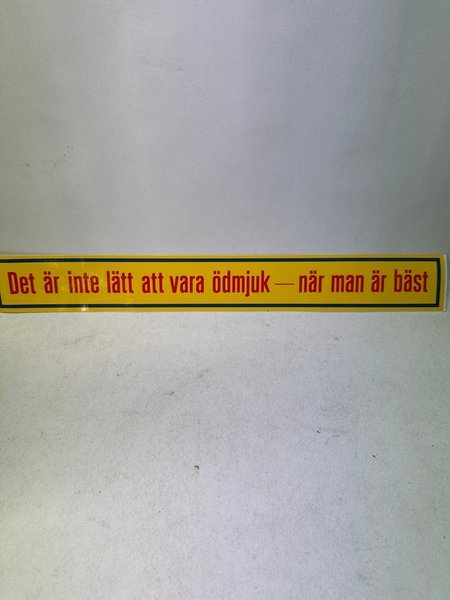 Det är inte lätt att vara ödmjuk — när man är bäst